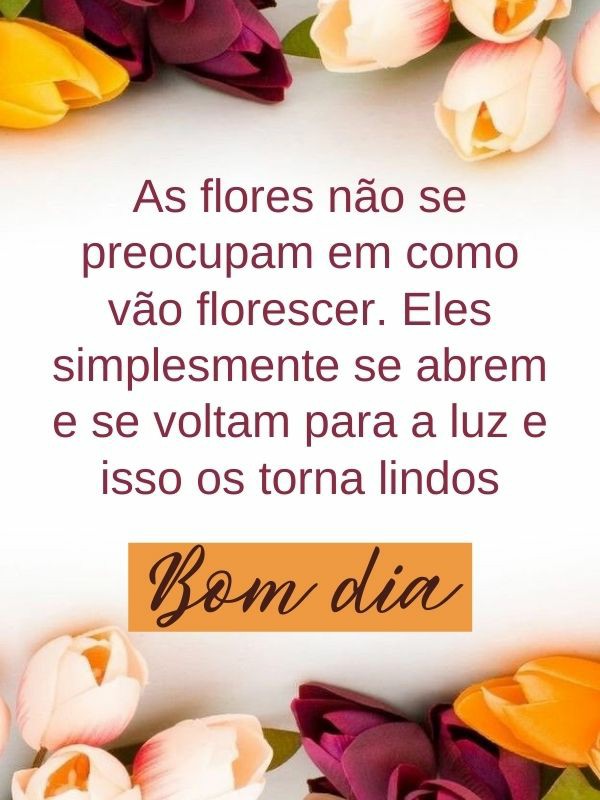 As flores não se
preocupam em como
vão florescer. Eles
simplesmente se abrem
e se voltam para a luz e
isso os torna lindos
Bom dia